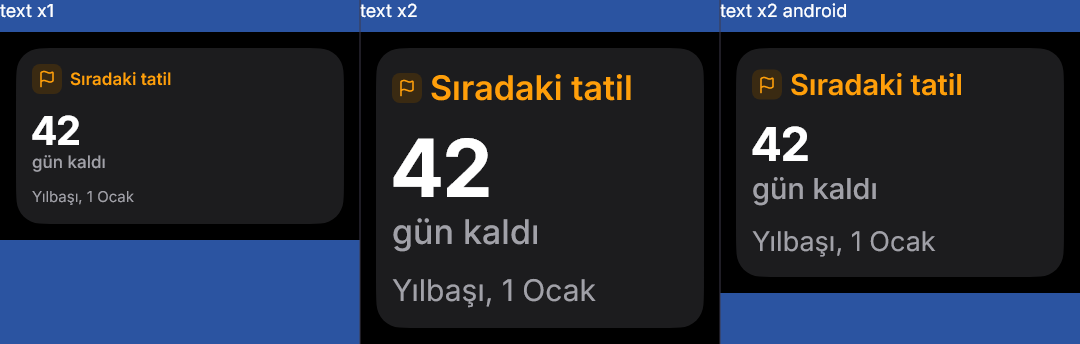 text x1
Sıradaki tatil
42
gün kaldı
Yılbaşı, 1 Ocak
text x2
Sıradaki tatil
42
gün kaldı
Yılbaşı, 1 Ocak
text x2 android
Sıradaki tatil
42
gün kaldı
Yılbaşı, 1 Ocak